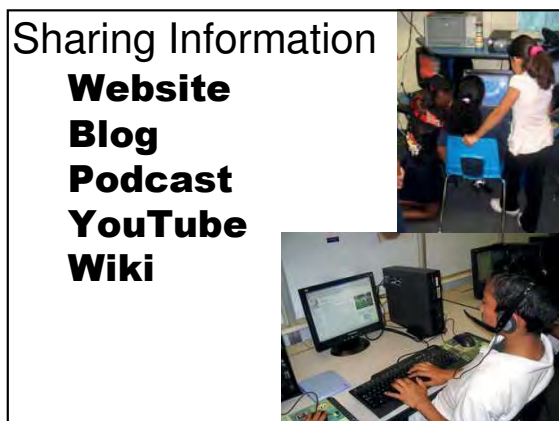 Sharing Information
Website
Blog
Podcast
YouTube
Wiki